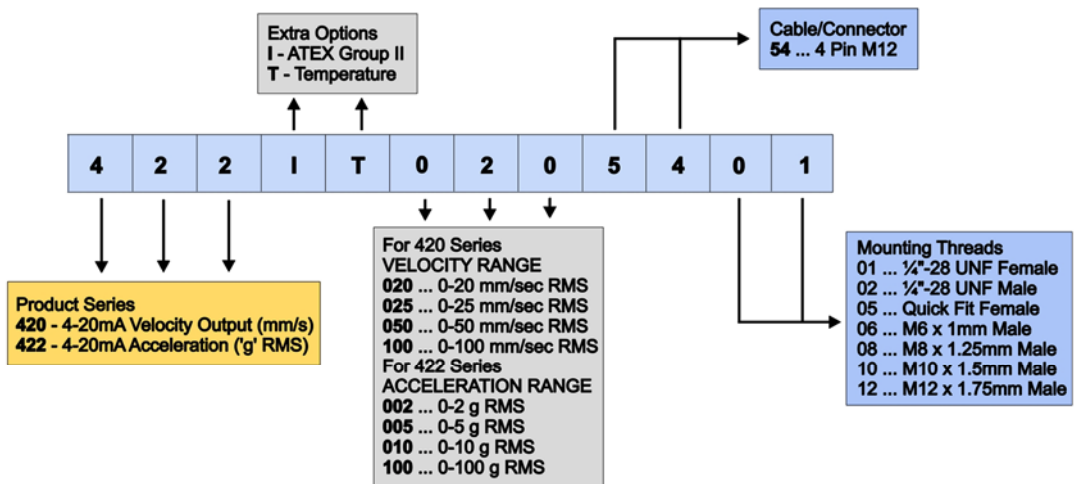 Extra Options
I - ATEX Group II
T - Temperature
Cable/Connector
54 ... 4 Pin M12
4 2 2 I T 0 2 0 5 4 0 1
Product Series
420 - 4-20mA Velocity Output (mm/s)
422 - 4-20mA Acceleration ('g' RMS)
For 420 Series
VELOCITY RANGE
020 ... 0-20 mm/sec RMS
025 ... 0-25 mm/sec RMS
050 ... 0-50 mm/sec RMS
100 ... 0-100 mm/sec RMS
For 422 Series
ACCELERATION RANGE
002 ... 0-2 g RMS
005 ... 0-5 g RMS
010 ... 0-10 g RMS
100 ... 0-100 g RMS
Mounting Threads
01 ... ¼"-28 UNF Female
02 ... ¼"-28 UNF Male
05 ... Quick Fit Female
06 ... M6 x 1mm Male
08 ... M8 x 1.25mm Male
10 ... M10 x 1.5mm Male
12 ... M12 x 1.75mm Male